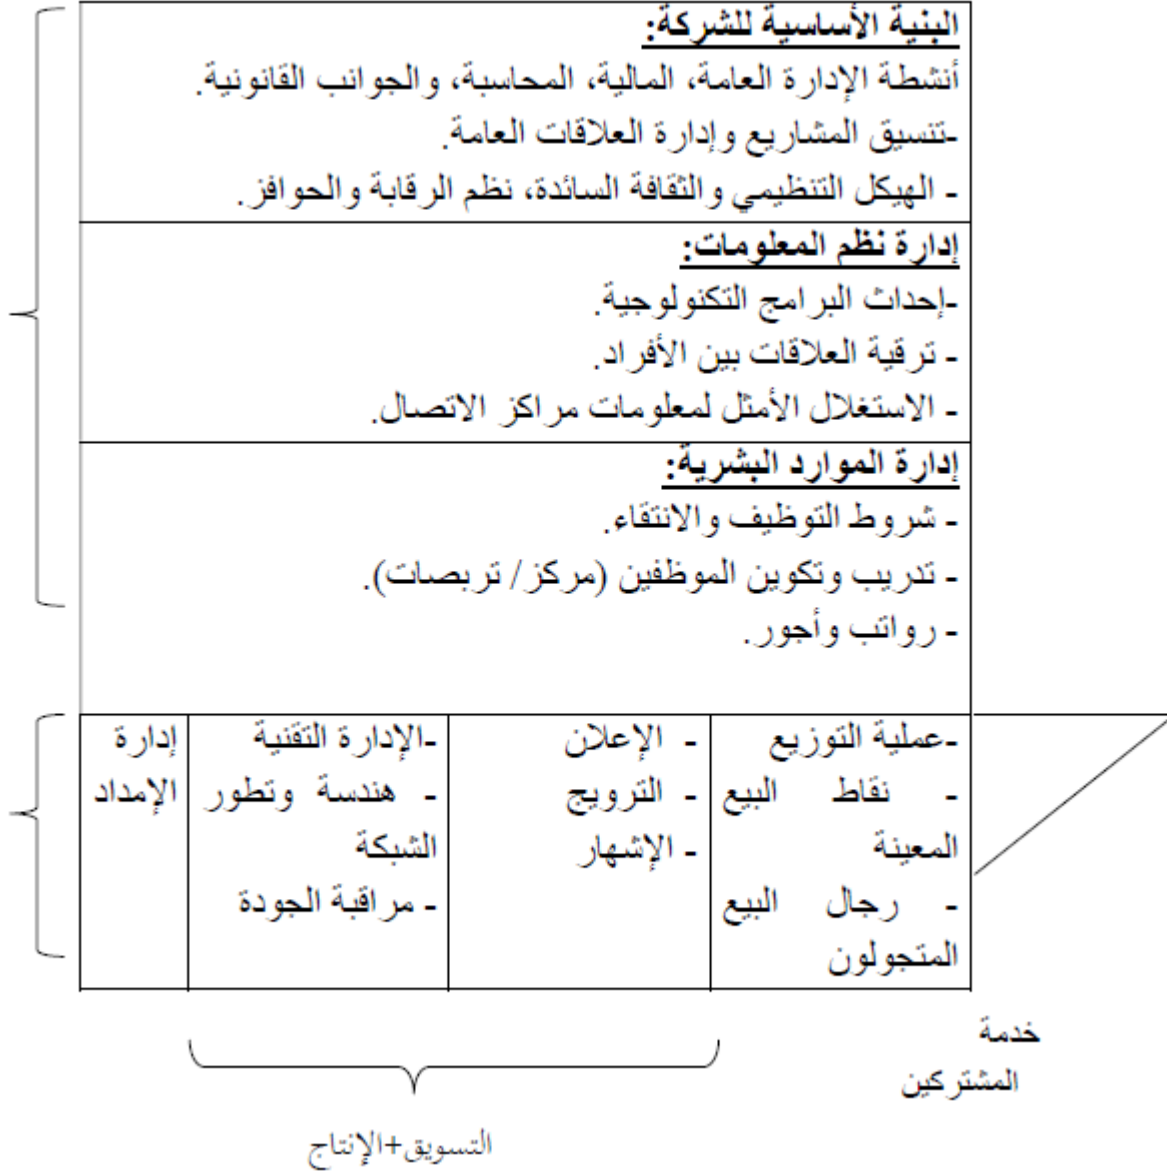 البنية الأساسية للشركة:
أنشطة الإدارة العامة، المالية، المحاسبة، والجوانب القانونية.
-تنسيق المشاريع وإدارة العلاقات العامة.
- الهيكل التنظيمي والثقافة السائدة، نظم الرقابة والحوافز.
إدارة نظم المعلومات:
-إحداث البرامج التكنولوجية.
- ترقية العلاقات بين الأفراد.
- الاستغلال الأمثل لمعلومات مراكز الاتصال.
إدارة الموارد البشرية:
- شروط التوظيف والانتقاء.
- تدريب وتكوين الموظفين (مركز/ تربصات).
- رواتب وأجور.
-عملية التوزيع
- نقاط البيع
المعينة
- رجال البيع
المتجولون
- الإعلان
- الترويج
- الإشهار
-الإدارة التقنية
- هندسة وتطور
الشبكة
- مراقبة الجودة
إدارة
الإمداد
خدمة
المشتركين
التسويق+الإنتاج